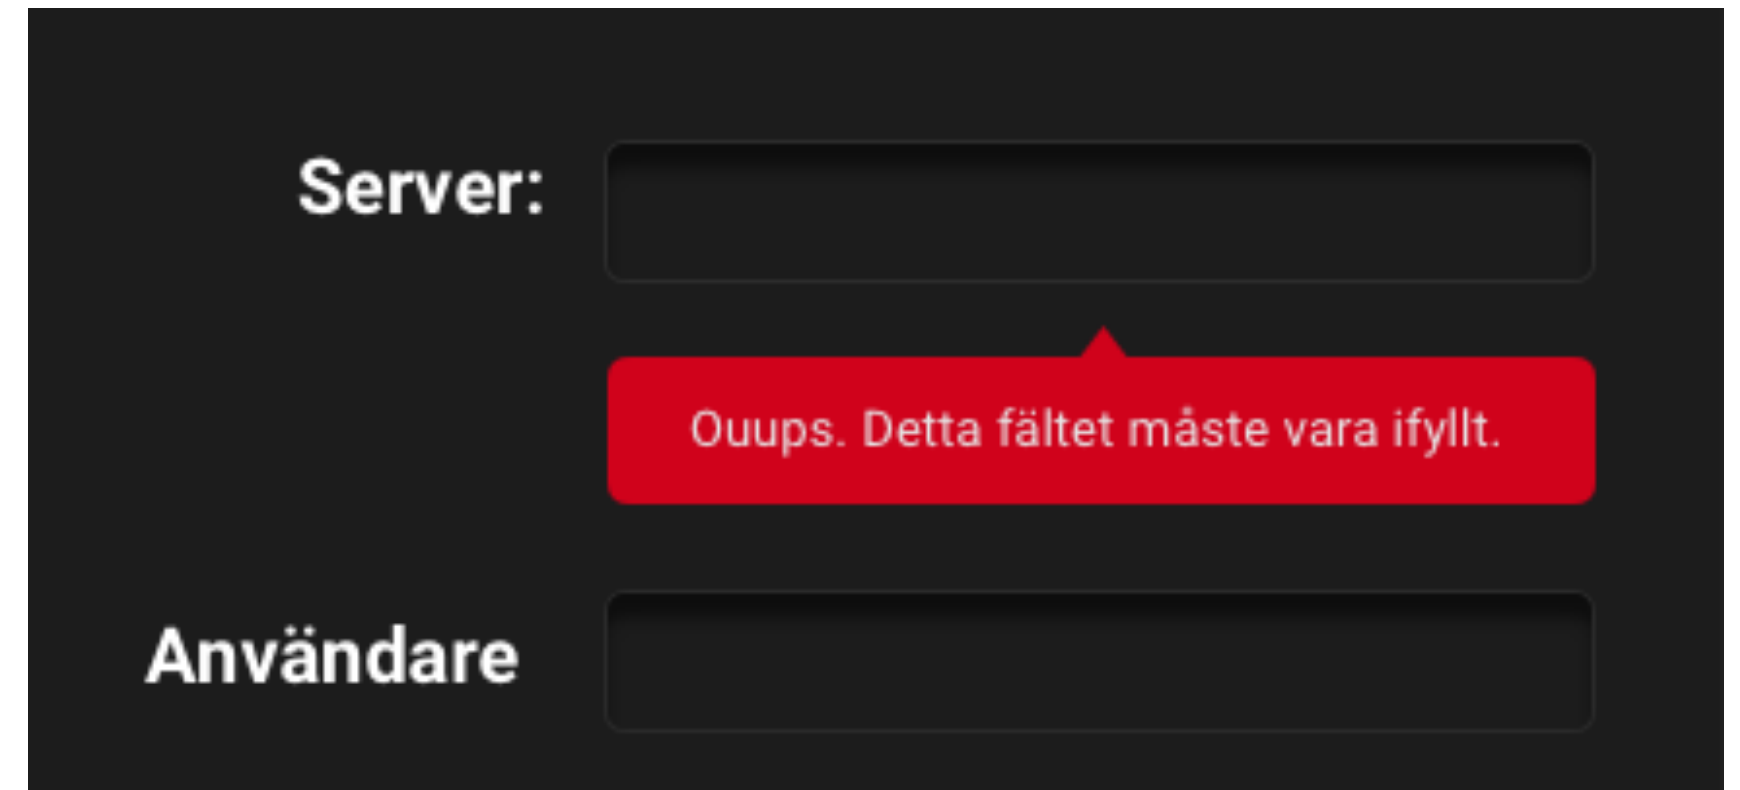 Server:
Ouups. Detta fältet måste vara ifyllt.
Användare